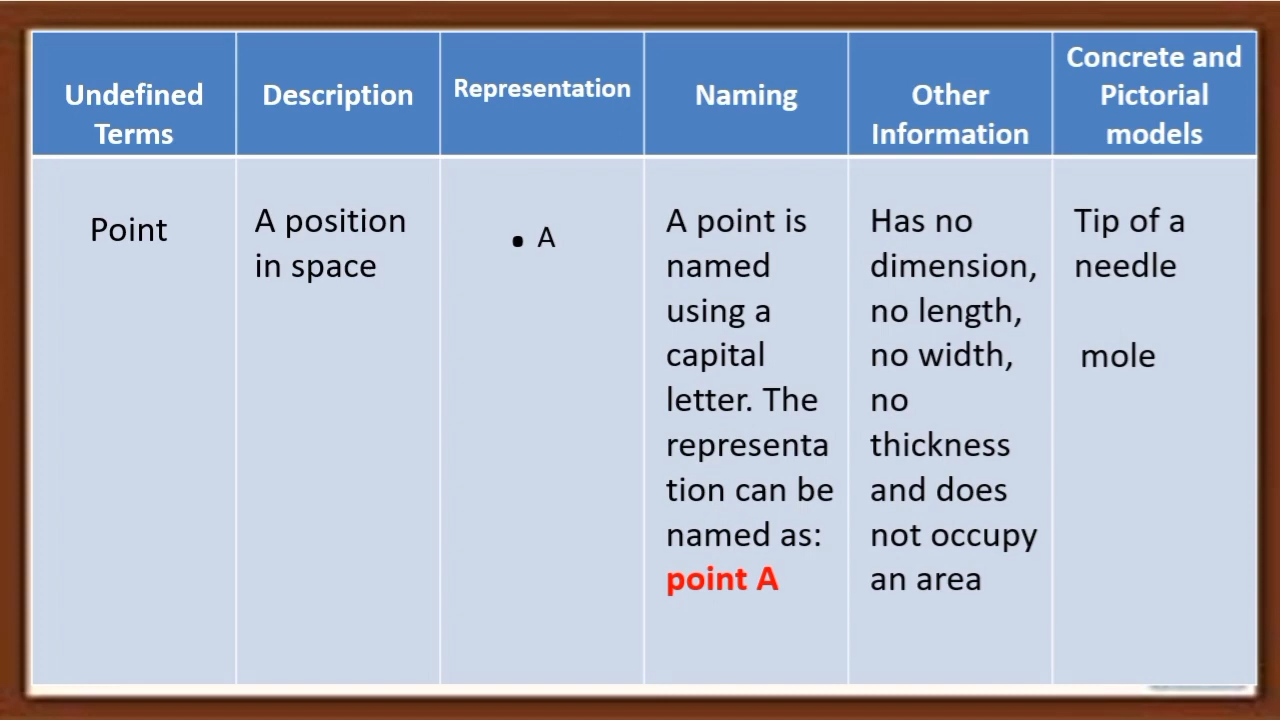 Undefined
Terms
Description
Representation
Naming
Other
Information
Concrete and
Pictorial
models
Point
A position
in space
A
A point is
named
using a
capital
letter. The
representa
tion can be
named as:
point A
Has no
dimension,
no length,
no width,
no
thickness
and does
not occupy
an area
Tip of a
needle
mole